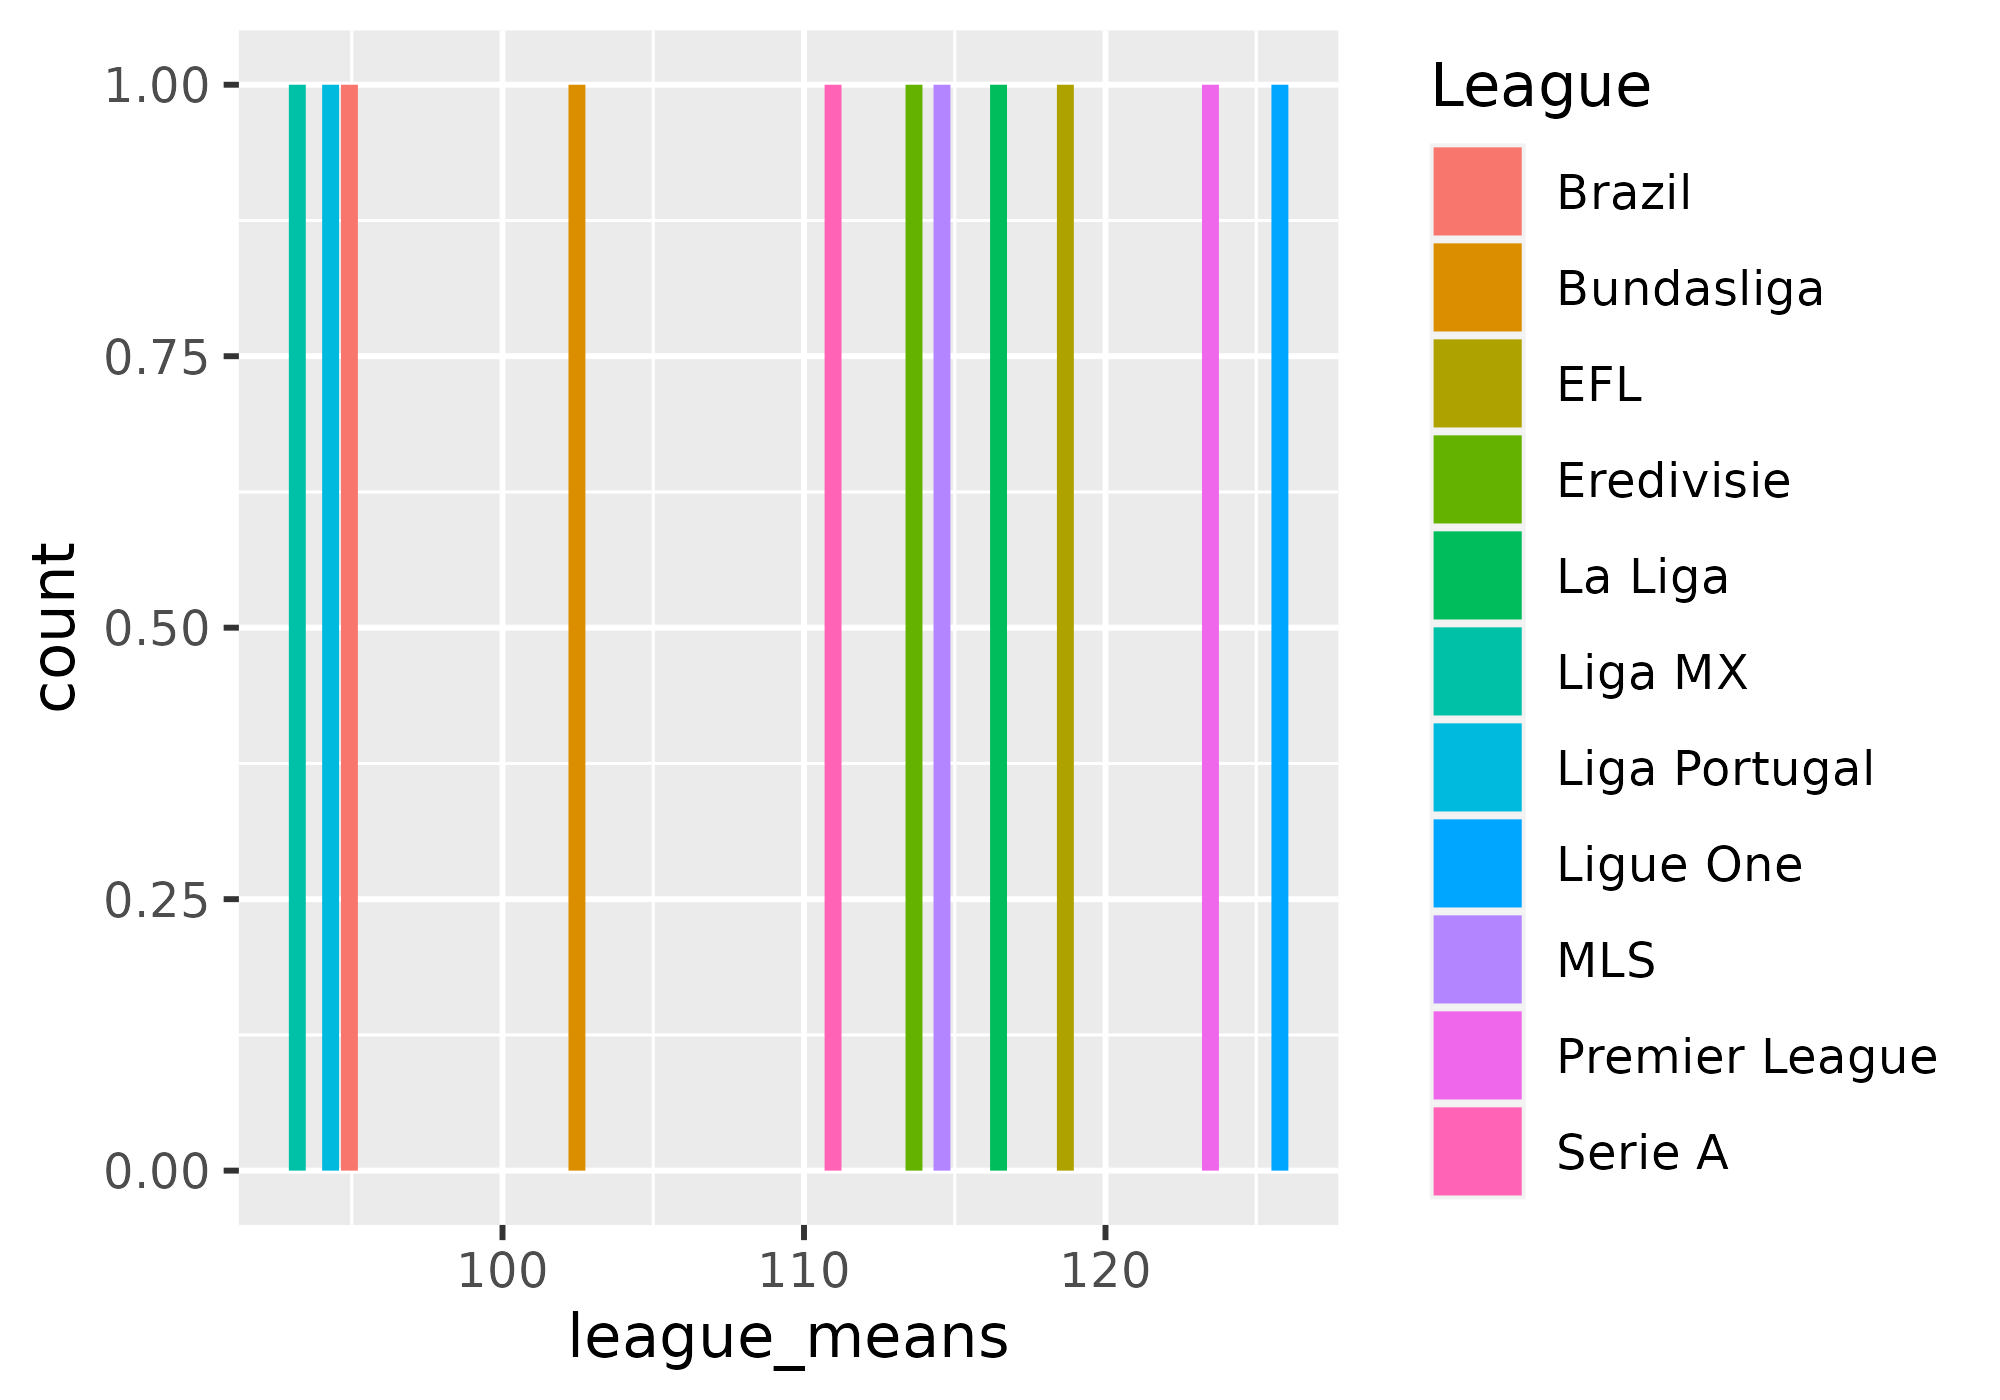 1.00
0.75
0.50
0.25
0.00
count
100 110 120
league_means
League
Brazil
Bundasliga
EFL
Eredivisie
La Liga
Liga MX
Liga Portugal
Ligue One
MLS
Premier League
Serie A